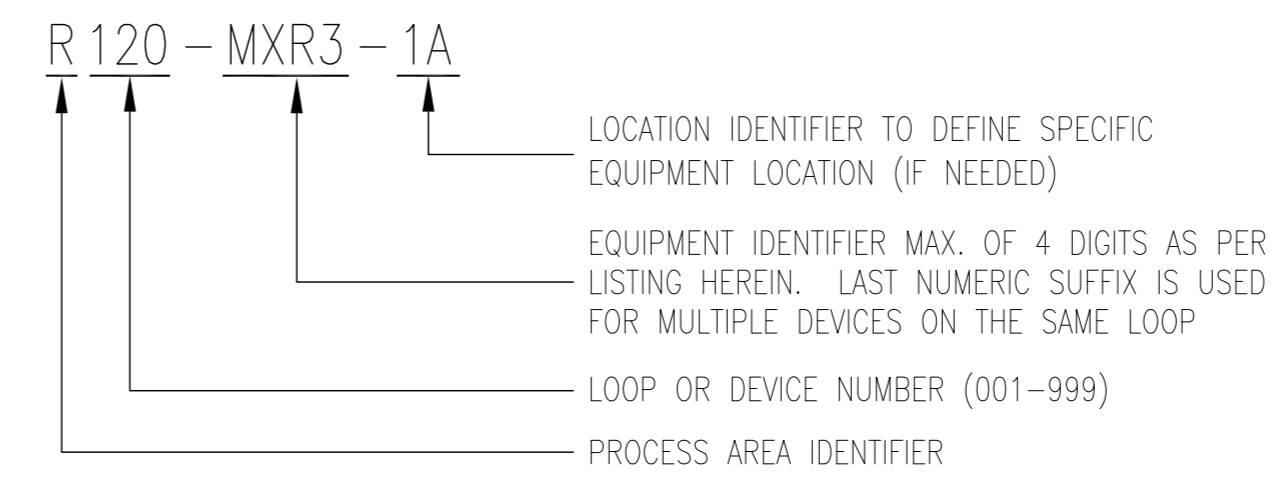 R120-MXR3-1A
LOCATION IDENTIFIER TO DEFINE SPECIFIC
EQUIPMENT LOCATION (IF NEEDED)
EQUIPMENT IDENTIFIER MAX. OF 4 DIGITS AS PER
LISTING HEREIN. LAST NUMERIC SUFFIX IS USED
FOR MULTIPLE DEVICES ON THE SAME LOOP
LOOP OR DEVICE NUMBER (001-999)
PROCESS AREA IDENTIFIER